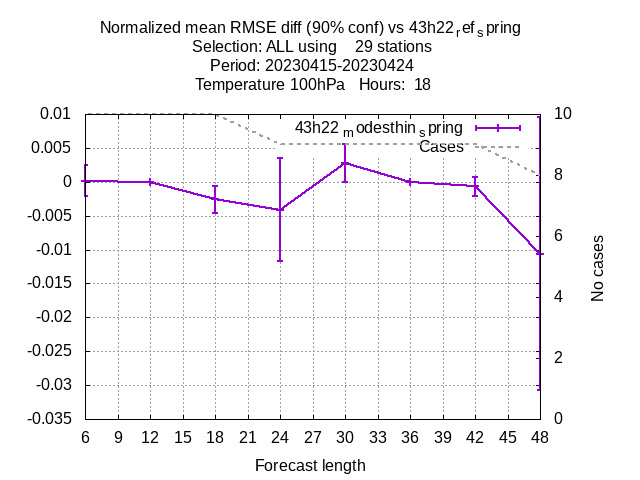 Normalized mean RMSE diff (90% conf) vs 43h22refspring
Selection: ALL using 29 stations
Period: 20230415-20230424
Temperature 100hPa Hours: 18
0.01
0.005
0
-0.005
-0.01
-0.015
-0.02
-0.025
-0.03
-0.035
43h22modesthinspring
Cases
10
8
6
4
2
0
No cases
6 9 12 15 18 21 24 27 30 33 36 39 42 45 48
Forecast length